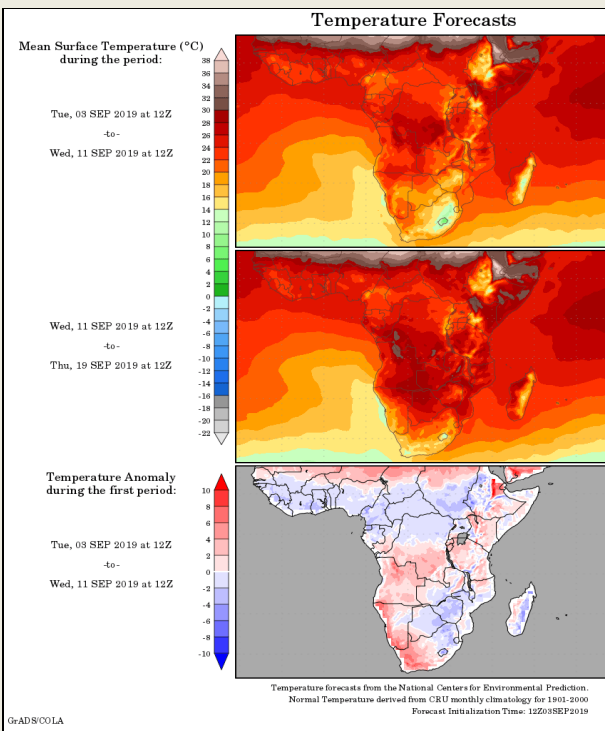 Temperature Forecasts
Mean Surface Temperature (°C)
during the period:
Tue, 03 SEP 2019 at 12Z
-to-
Wed, 11 SEP 2019 at 12Z
38
36
34
32
30
28
26
24
22
20
18
16
14
12
10
8
6
4
2
0
-2
-4
-6
-8
-10
-12
-14
-16
-18
-20
-22
Wed, 11 SEP 2019 at 12Z
-to-
Thu, 19 SEP 2019 at 12Z
Temperature Anomaly
during the first period:
Tue, 03 SEP 2019 at 12Z
-to-
Wed, 11 SEP 2019 at 12Z
10
8
6
4
2
0
-2
-4
-6
-8
-10
Temperature forecasts from the National Centers for Environmental Prediction.
Normal Temperature derived from CRU monthly climatology for 1901-2000
Forecast Initialization Time: 12Z03SEP2019
GrADS/COLA